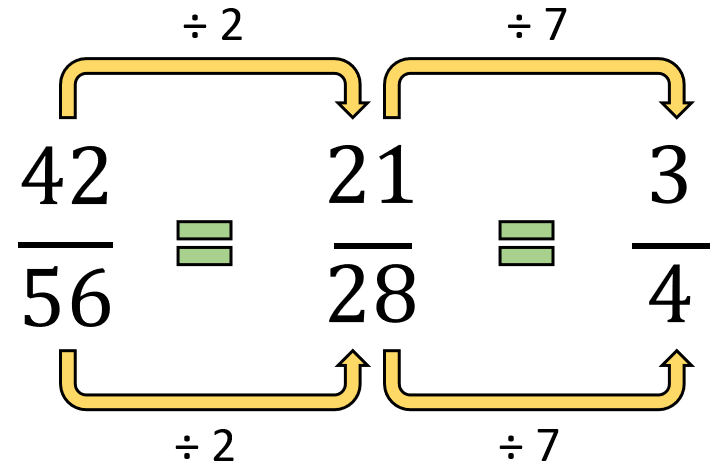 ÷ 2 ÷ 7
42/56 = 21/28 = 3/4
÷ 2 ÷ 7